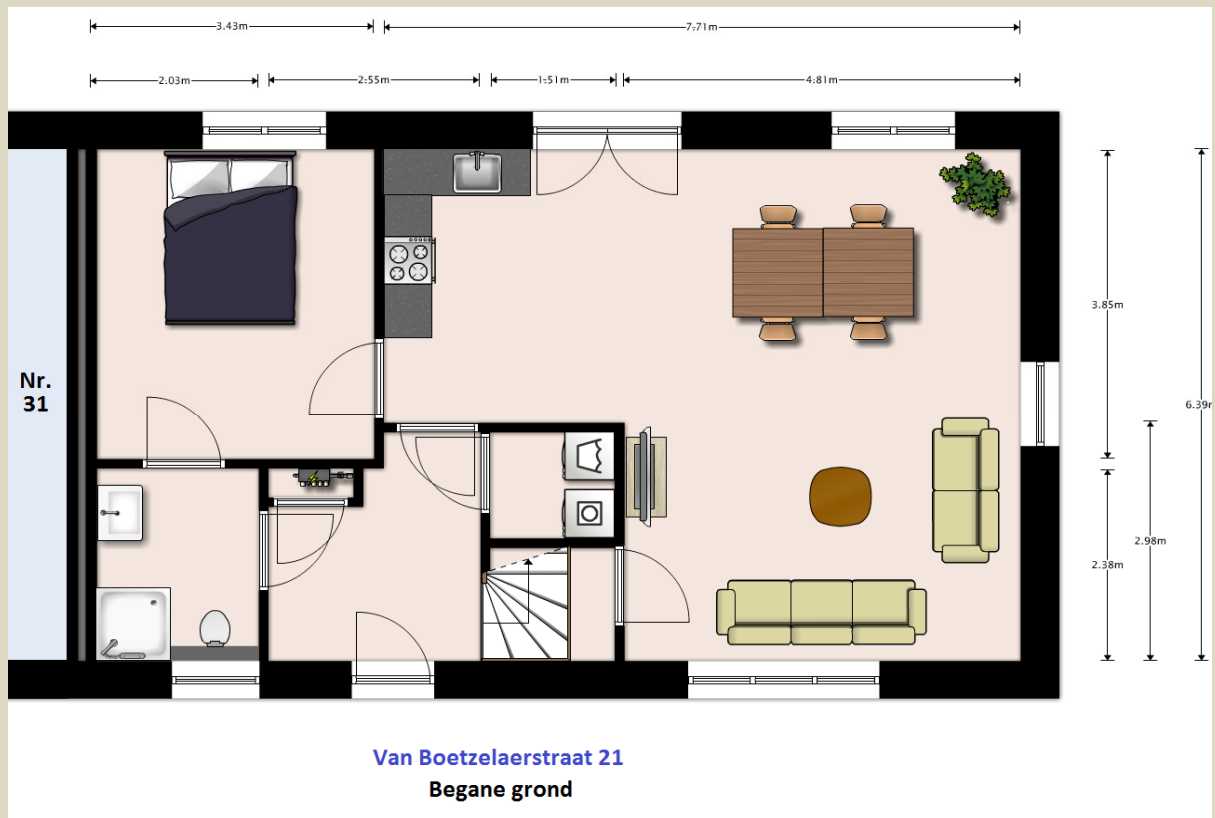 3.43m
7.71m
2.03m
2.55m
1.51m
4.81m
3.85m
6.39m
Nr.
31
2.98m
2.38m
Van Boetzelaerstraat 21
Begane grond